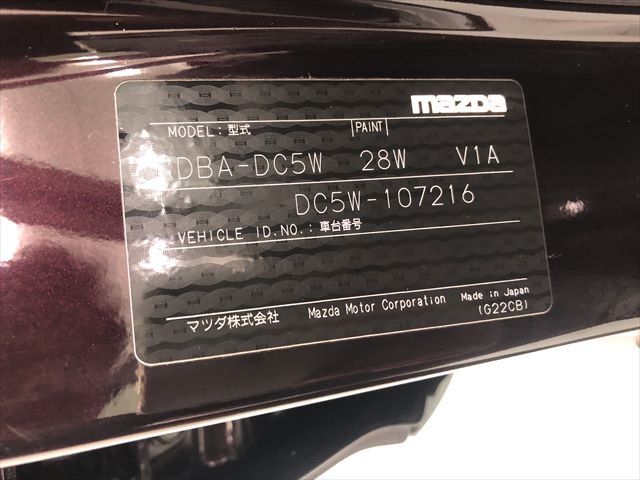 mazda
MODEL:型式 PAINT
DBA-DC5W 28W V1A
DC5W-107216
VEHICLE ID.NO.:車台番号
マツダ株式会社 Mazda Motor Corporation Made in Japan
(G22CB)